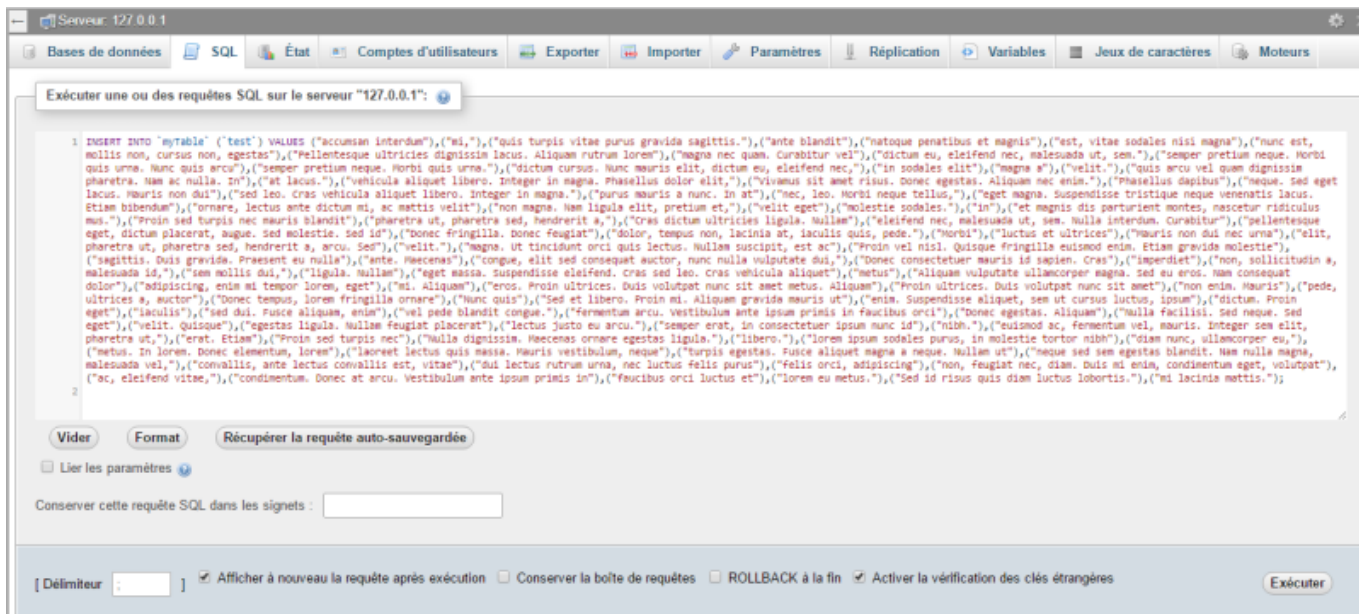 Serveur: 127.0.0.1
Bases de données SQL État Comptes d'utilisateurs Exporter Importer Paramètres Réplication Variables Jeux de caractères Moteurs
Exécuter une ou des requêtes SQL sur le serveur "127.0.0.1":
1 INSERT INTO `myTable` (`test`) VALUES ("accumsan interdum"),("mi,"),("quis turpis vitae purus gravida sagittis."),("ante blandit"),("natoque penatibus et magnis"),("est, vitae sodales nisi magna"),("nunc est,
mollis non, cursus non, egestas"),("Pellentesque ultricies dignissim lacus. Aliquam rutrum lorem"),("magna nec quam. Curabitur vel"),("dictum eu, eleifend nec, malesuada ut, sem."),("semper pretium neque. Morbi
quis urna. Nunc quis arcu"),("semper pretium neque. Morbi quis urna."),("dictum cursus. Nunc mauris elit, dictum eu, eleifend nec,"),("in sodales elit"),("magna a"),("velit."),("quis arcu vel quam dignissim
pharetra. Nam ac nulla. In"),("at lacus."),("vehicula aliquet libero. Integer in magna. Phasellus dolor elit,"),("Vivamus sit amet risus. Donec egestas. Aliquam nec enim."),("Phasellus dapibus"),("neque. Sed eget
lacus. Mauris non dui"),("sed leo. Cras vehicula aliquet libero. Integer in magna."),("purus mauris a nunc. In at"),("nec, leo. Morbi neque tellus,"),("eget magna. Suspendisse tristique neque venenatis lacus.
Etiam bibendum"),("ornare, lectus ante dictum mi, ac mattis velit"),("non magna. Nam ligula elit, pretium et,"),("velit eget"),("molestie sodales."),("in"),("et magnis dis parturient montes, nascetur ridiculus
mus."),("Proin sed turpis nec mauris blandit"),("pharetra ut, pharetra sed, hendrerit a,"),("Cras dictum ultricies ligula. Nullam"),("eleifend nec, malesuada ut, sem. Nulla interdum. Curabitur"),("pellentesque
eget, dictum placerat, augue. Sed molestie. Sed id"),("Donec fringilla. Donec feugiat"),("dolor, tempus non, lacinia at, iaculis quis, pede."),("Morbi"),("luctus et ultrices"),("Mauris non dui nec urna"),("elit,
pharetra ut, pharetra sed, hendrerit a, arcu. Sed"),("velit."),("magna. Ut tincidunt orci quis lectus. Nullam suscipit, est ac"),("Proin vel nisl. Quisque fringilla euismod enim. Etiam gravida molestie"),
("sagittis. Duis gravida. Praesent eu nulla"),("ante. Maecenas"),("congue, elit sed consequat auctor, nunc nulla vulputate dui,"),("Donec consectetuer mauris id sapien. Cras"),("imperdiet"),("non, sollicitudin a,
malesuada id,"),("sem mollis dui,"),("ligula. Nullam"),("eget massa. Suspendisse eleifend. Cras sed leo. Cras vehicula aliquet"),("metus"),("Aliquam vulputate ullamcorper magna. Sed eu eros. Nam consequat
dolor"),("adipiscing, enim mi tempor lorem, eget"),("mi. Aliquam"),("eros. Proin ultrices. Duis volutpat nunc sit amet metus. Aliquam"),("Proin ultrices. Duis volutpat nunc sit amet"),("non enim. Mauris"),("pede,
ultrices a, auctor"),("Donec tempus, lorem fringilla ornare"),("Nunc quis"),("Sed et libero. Proin mi. Aliquam gravida mauris ut"),("enim. Suspendisse aliquet, sem ut cursus luctus, ipsum"),("dictum. Proin
eget"),("iaculis"),("sed dui. Fusce aliquam, enim"),("vel pede blandit congue."),("fermentum arcu. Vestibulum ante ipsum primis in faucibus orci"),("Donec egestas. Aliquam"),("Nulla facilisi. Sed neque. Sed
eget"),("velit. Quisque"),("egestas ligula. Nullam feugiat placerat"),("lectus justo eu arcu."),("semper erat, in consectetuer ipsum nunc id"),("nibh."),("euismod ac, fermentum vel, mauris. Integer sem elit,
pharetra ut,"),("erat. Etiam"),("Proin sed turpis nec"),("Nulla dignissim. Maecenas ornare egestas ligula."),("libero."),("lorem ipsum sodales purus, in molestie tortor nibh"),("diam nunc, ullamcorper eu,"),
("metus. In lorem. Donec elementum, lorem"),("laoreet lectus quis massa. Mauris vestibulum, neque"),("turpis egestas. Fusce aliquet magna a neque. Nullam ut"),("neque sed sem egestas blandit. Nam nulla magna,
malesuada vel,"),("convallis, ante lectus convallis est, vitae"),("dui lectus rutrum urna, nec luctus felis purus"),("felis orci, adipiscing"),("non, feugiat nec, diam. Duis mi enim, condimentum eget, volutpat"),
("ac, eleifend vitae,"),("condimentum. Donec at arcu. Vestibulum ante ipsum primis in"),("faucibus orci luctus et"),("lorem eu metus."),("Sed id risus quis diam luctus lobortis."),("mi lacinia mattis.");
2
Vider Format Récupérer la requête auto-sauvegardée
Lier les paramètres
Conserver cette requête SQL dans les signets :
[ Délimiteur ; ] Afficher à nouveau la requête après exécution Conserver la boîte de requêtes ROLLBACK à la fin Activer la vérification des clés étrangères Exécuter